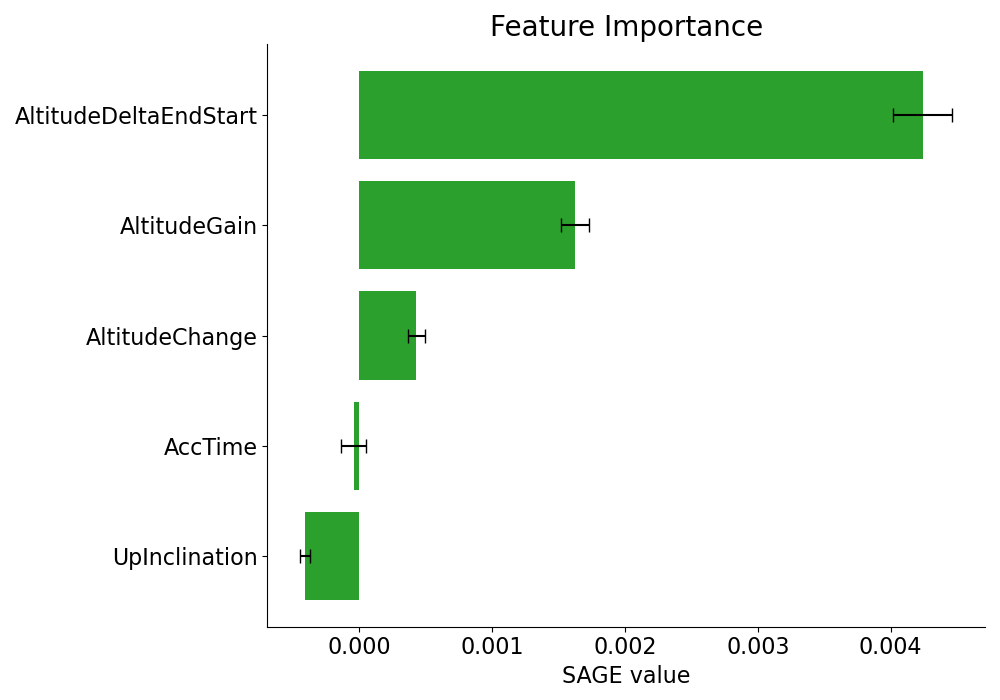 Feature Importance
AltitudeDeltaEndStart
AltitudeGain
AltitudeChange
AccTime
UpInclination
0.000 0.001 0.002 0.003 0.004
SAGE value